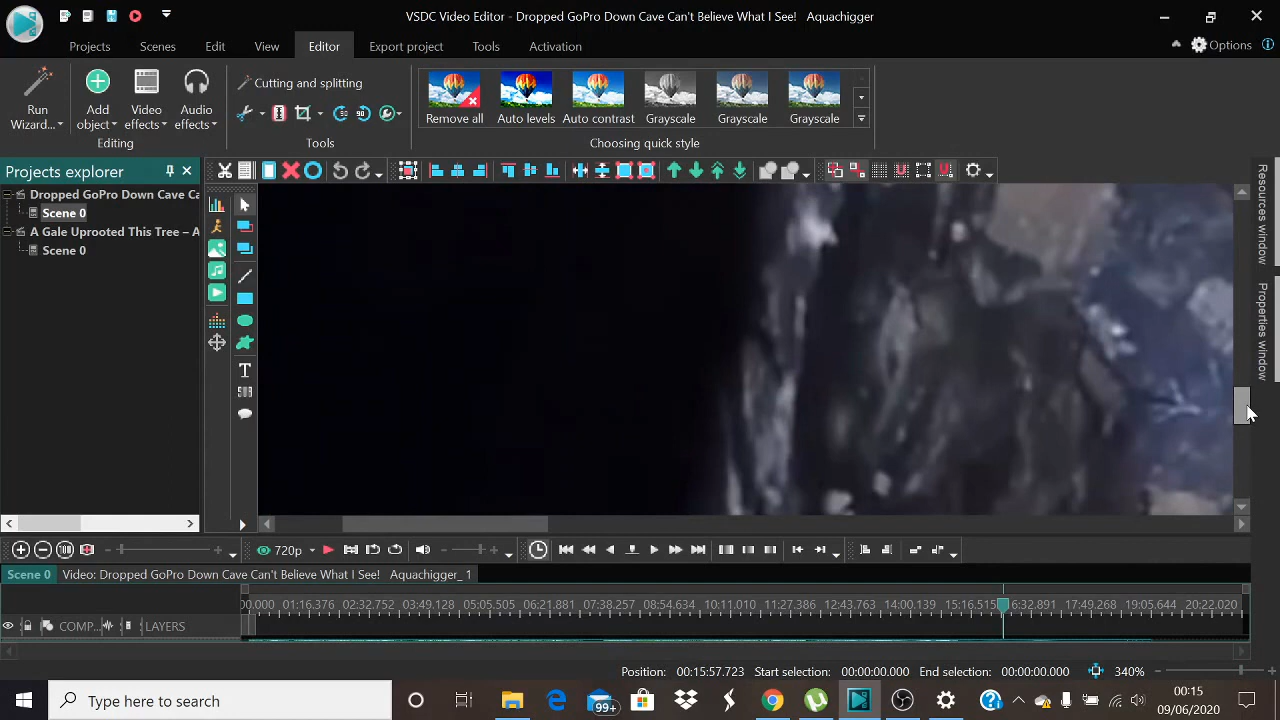 VSDC Video Editor - Dropped GoPro Down Cave Can't Believe What I See! Aquachigger
Projects Scenes Edit View Editor Export project Tools Activation Options
Run Wizard...
Add object
Video effects
Audio effects
Editing
Cutting and splitting
Tools
Remove all Auto levels Auto contrast Grayscale Grayscale Grayscale
Choosing quick style
Projects explorer
Dropped GoPro Down Cave Ca
Scene 0
A Gale Uprooted This Tree – A
Scene 0
Resources window
Properties window
T
720p
Scene 0 Video: Dropped GoPro Down Cave Can't Believe What I See! Aquachigger_1
00.000 01:16.376 02:32.752 03:49.128 05:05.505 06:21.881 07:38.257 08:54.634 10:11.010 11:27.386 12:43.763 14:00.139 15:16.515 6:32.891 17:49.268 19:05.644 20:22.020
COMP... LAYERS
Position: 00:15:57.723 Start selection: 00:00:00.000 End selection: 00:00:00.000 340%
Type here to search
99+
00:15
09/06/2020